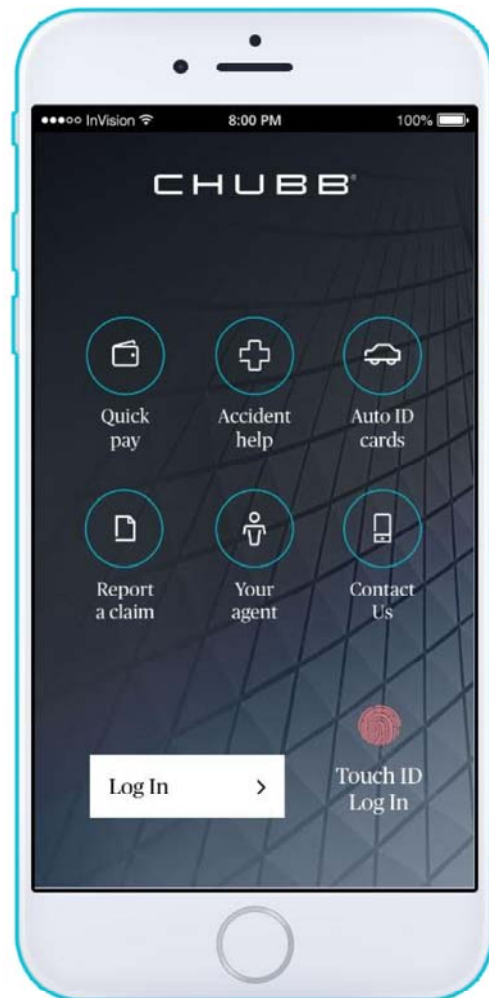 InVision 8:00 PM 100%
CHUBB®
Quick
pay
Accident
help
Auto ID
cards
Report
a claim
Your
agent
Contact
Us
Log In
Touch ID
Log In